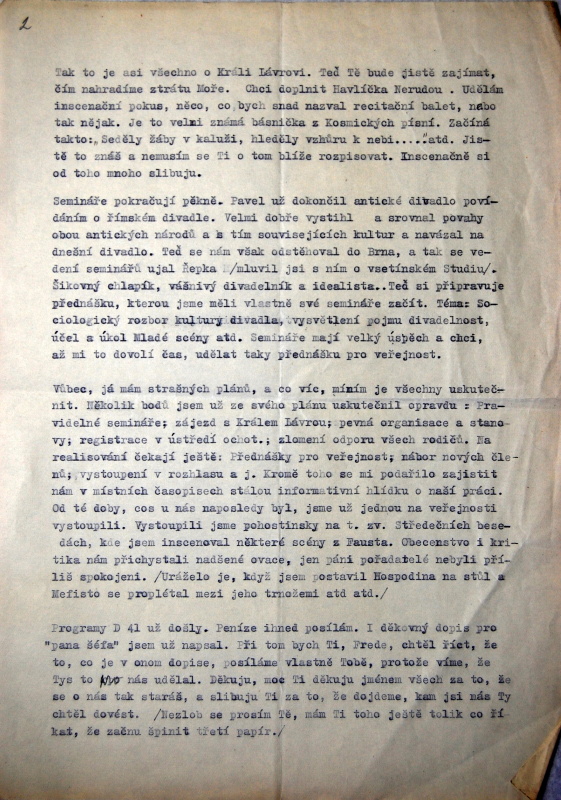 2
Tak to je asi všechno o Králi Lávrovi. Teď Tě bude jistě zajímat,
čím nahradíme ztrátu Moře. Chci doplnit Havlíčka Nerudou . Udělám
inscenační pokus, něco, co bych snad nazval recitační balet, nebo
tak nějak. Je to velmi známá básnička z Kosmických písní. Začíná
takto: „Seděly žáby v kaluži, hleděly vzhůru k nebi....."atd. Jis-
tě to znáš a nemusím se Ti o tom blíže rozpisovat. Inscenačně si
od toho mnoho slibuju.
Semináře pokračují pěkně. Pavel už dokončil antické divadlo poví-
dáním o římském divadle. Velmi dobře vystihl a srovnal povahy
obou antických národů a s tím souvisejících kultur a navázal na
dnešní divadlo. Teď se nám však odstěhoval do Brna, a tak se ve-
dení seminářů ujal Řepka /mluvil jsi s ním o vsetínském Studiu/.
Šikovný chlapík, vášnivý divadelník a idealista..Teď si připravuje
přednášku, kterou jsme měli vlastně své semináře začít. Téma: So-
ciologický rozbor kultury divadla, vysvětlení pojmu divadelnost,
účel a úkol Mladé scény atd. Semináře mají velký úspěch a chci,
až mi to dovolí čas, udělat taky přednášku pro veřejnost.
Vůbec, já mám strašných plánů, a co víc, míním je všechny uskuteč-
nit. Několik bodů jsem už ze svého plánu uskutečnil opravdu : Pra-
videlné semináře; zájezd s Králem Lávrou; pevná organisace a stano-
vy; registrace v ústředí ochot.; zlomení odporu všech rodičů. Na
realisování čekají ještě: Přednášky pro veřejnost; nábor nových čle-
nů; vystoupení v rozhlasu a j. Kromě toho se mi podařilo zajistit
nám v místních časopisech stálou informativní hlídku o naší práci.
Od té doby, cos u nás naposledy byl, jsme už jednou na veřejnosti
vystoupili. Vystoupili jsme pohostinsky na t. zv. Středečních bese-
dách, kde jsem inscenoval některé scény z Fausta. Obecenstvo i kri-
tika nám přichystali nadšené ovace, jen páni pořadatelé nebyli pří-
liš spokojeni. /Uráželo je, když jsem postavil Hospodina na stůl a
Mefisto se proplétal mezi jeho trnožemi atd atd./
Programy D 41 už došly. Peníze ihned posílám. I děkovný dopis pro
"pana šéfa" jsem už napsal. Při tom bych Ti, Frede, chtěl říct, že
to, co je v onom dopise, posíláme vlastně Tobě, protože víme, že
Tys to pro nás udělal. Děkuju, moc Ti děkuju jménem všech za to, že
se o nás tak staráš, a slibuju Ti za to, že dojdeme, kam jsi nás Ty
chtěl dovést. /Nezlob se prosím Tě, mám Ti toho ještě tolik co ří-
kat, že začnu špinit třetí papír./